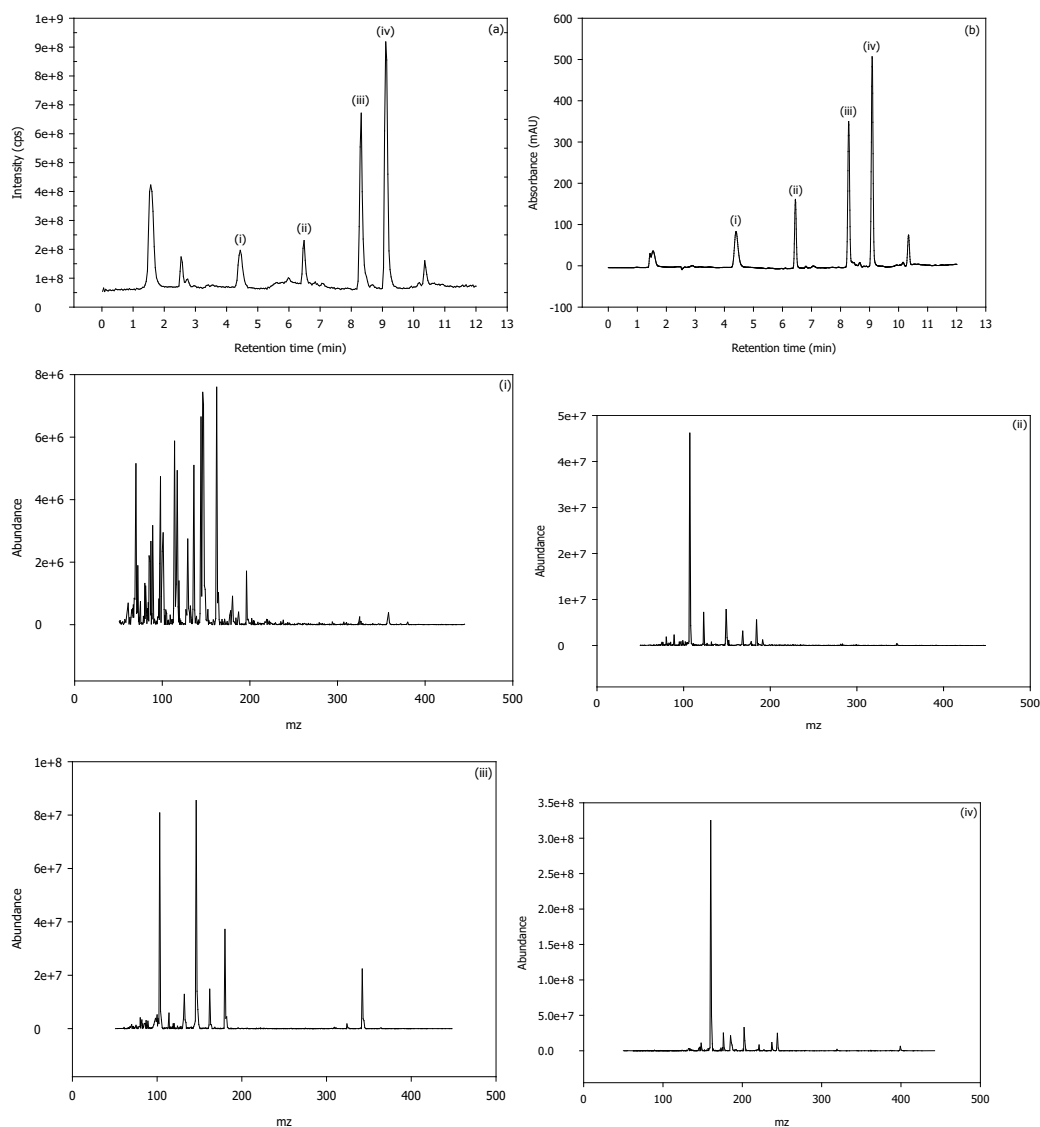 1e+9
(a)
9e+8
8e+8
7e+8
6e+8
5e+8
4e+8
3e+8
2e+8
1e+8
0
Intensity (cps)
(i)
(ii)
(iii)
(iv)
0 1 2 3 4 5 6 7 8 9 10 11 12 13
Retention time (min)
600
(b)
500
400
300
200
100
0
-100
Absorbance (mAU)
(i)
(ii)
(iii)
(iv)
0 1 2 3 4 5 6 7 8 9 10 11 12 13
Retention time (min)
8e+6
(i)
6e+6
4e+6
2e+6
0
Abundance
0 100 200 300 400 500
mz
5e+7
(ii)
4e+7
3e+7
2e+7
1e+7
0
Abundance
0 100 200 300 400 500
mz
1e+8
(iii)
8e+7
6e+7
4e+7
2e+7
0
Abundance
0 100 200 300 400 500
mz
3.5e+8
(iv)
3.0e+8
2.5e+8
2.0e+8
1.5e+8
1.0e+8
5.0e+7
0.0
Abundance
0 100 200 300 400 500
mz